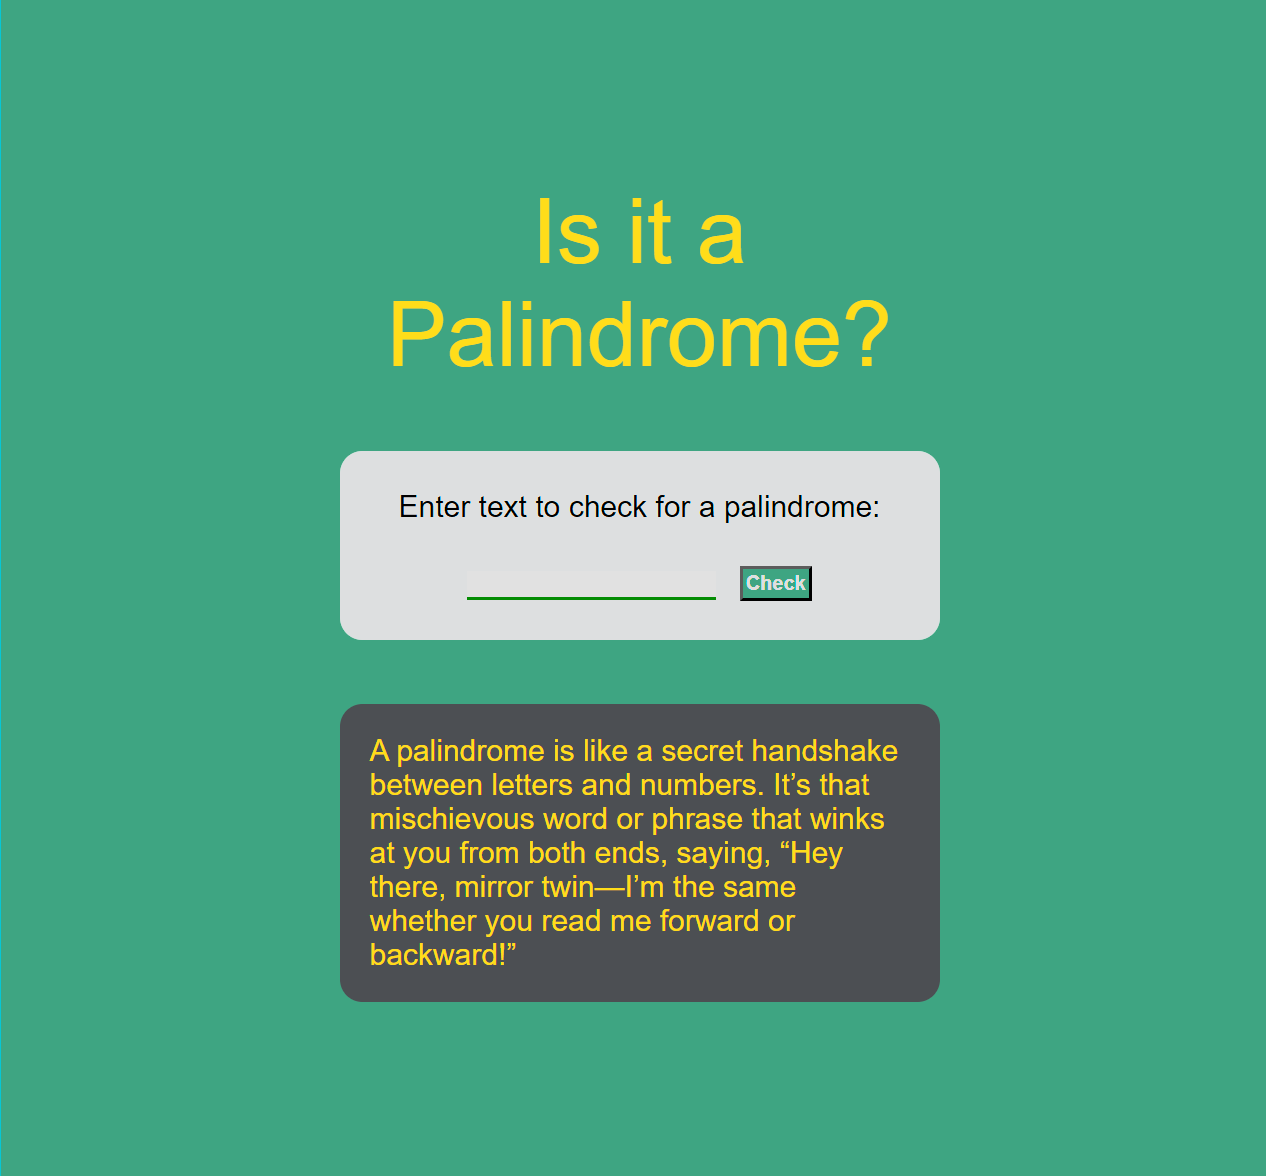 Is it a
Palindrome?
Enter text to check for a palindrome:
Check
A palindrome is like a secret handshake
between letters and numbers. It’s that
mischievous word or phrase that winks
at you from both ends, saying, “Hey
there, mirror twin—I’m the same
whether you read me forward or
backward!”